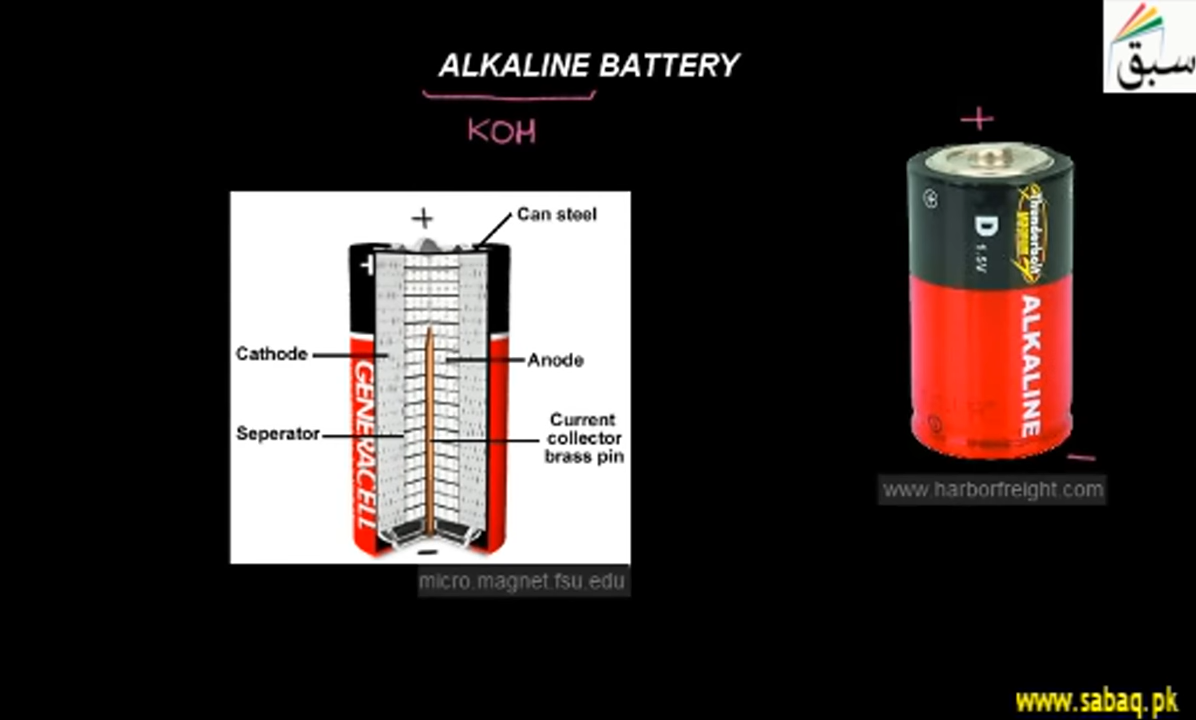 سبق
ALKALINE BATTERY
KOH
+
+
Can steel
+
Cathode
Anode
GENERACELL
Seperator
Current
collector
brass pin
-
micro.magnet.fsu.edu
Thunderbolt
D 1.5V
ALKALINE
-
www.harborfreight.com
www.sabaq.pk